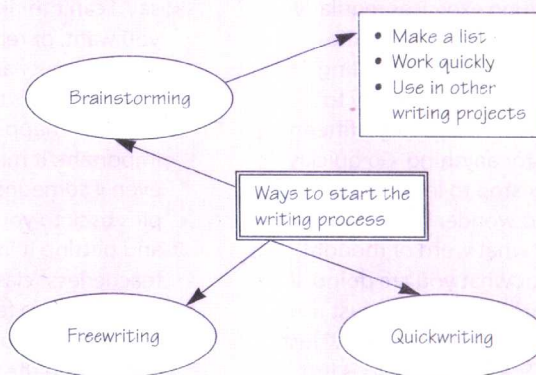 • Make a list
• Work quickly
• Use in other
writing projects
Brainstorming
Ways to start the
writing process
Freewriting
Quickwriting